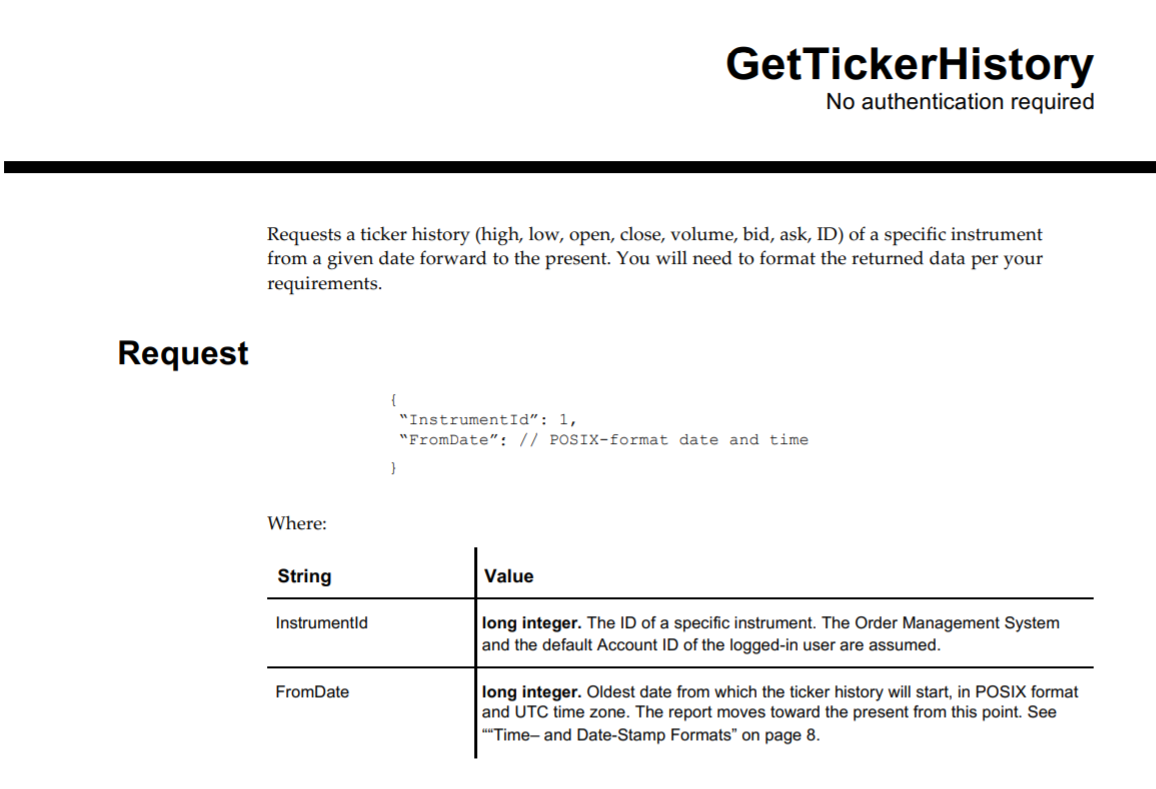 GetTickerHistory
No authentication required
Requests a ticker history (high, low, open, close, volume, bid, ask, ID) of a specific instrument
from a given date forward to the present. You will need to format the returned data per your
requirements.
Request
{
“InstrumentId”: 1,
“FromDate”: // POSIX-format date and time
}
Where:
String Value
InstrumentId long integer. The ID of a specific instrument. The Order Management System
and the default Account ID of the logged-in user are assumed.
FromDate long integer. Oldest date from which the ticker history will start, in POSIX format
and UTC time zone. The report moves toward the present from this point. See
““Time– and Date-Stamp Formats” on page 8.